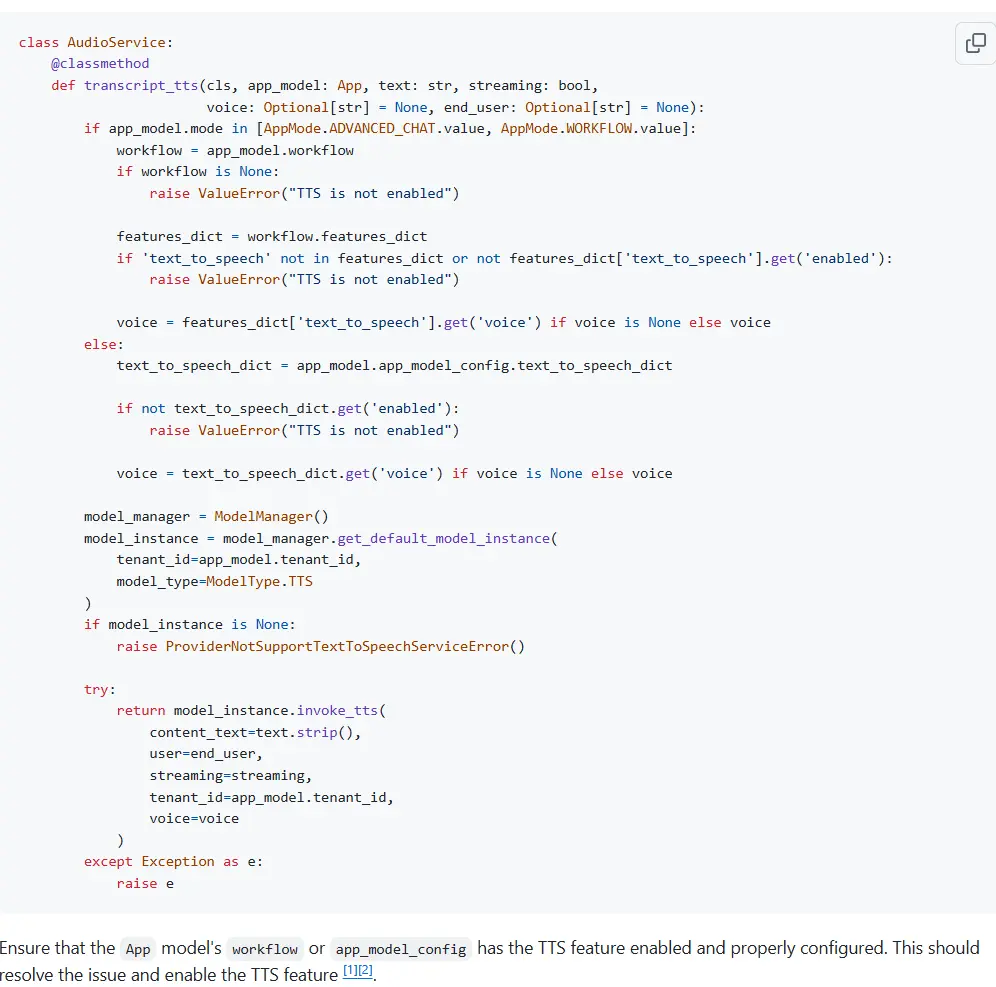 class AudioService:
    @classmethod
    def transcript_tts(cls, app_model: App, text: str, streaming: bool,
                       voice: Optional[str] = None, end_user: Optional[str] = None):
        if app_model.mode in [AppMode.ADVANCED_CHAT.value, AppMode.WORKFLOW.value]:
            workflow = app_model.workflow
            if workflow is None:
                raise ValueError("TTS is not enabled")

            features_dict = workflow.features_dict
            if 'text_to_speech' not in features_dict or not features_dict['text_to_speech'].get('enabled'):
                raise ValueError("TTS is not enabled")

            voice = features_dict['text_to_speech'].get('voice') if voice is None else voice
        else:
            text_to_speech_dict = app_model.app_model_config.text_to_speech_dict

            if not text_to_speech_dict.get('enabled'):
                raise ValueError("TTS is not enabled")

            voice = text_to_speech_dict.get('voice') if voice is None else voice

        model_manager = ModelManager()
        model_instance = model_manager.get_default_model_instance(
            tenant_id=app_model.tenant_id,
            model_type=ModelType.TTS
        )
        if model_instance is None:
            raise ProviderNotSupportTextToSpeechServiceError()

        try:
            return model_instance.invoke_tts(
                content_text=text.strip(),
                user=end_user,
                streaming=streaming,
                tenant_id=app_model.tenant_id,
                voice=voice
            )
        except Exception as e:
            raise e
Ensure that the App model's workflow or app_model_config has the TTS feature enabled and properly configured. This should
resolve the issue and enable the TTS feature [1][2].